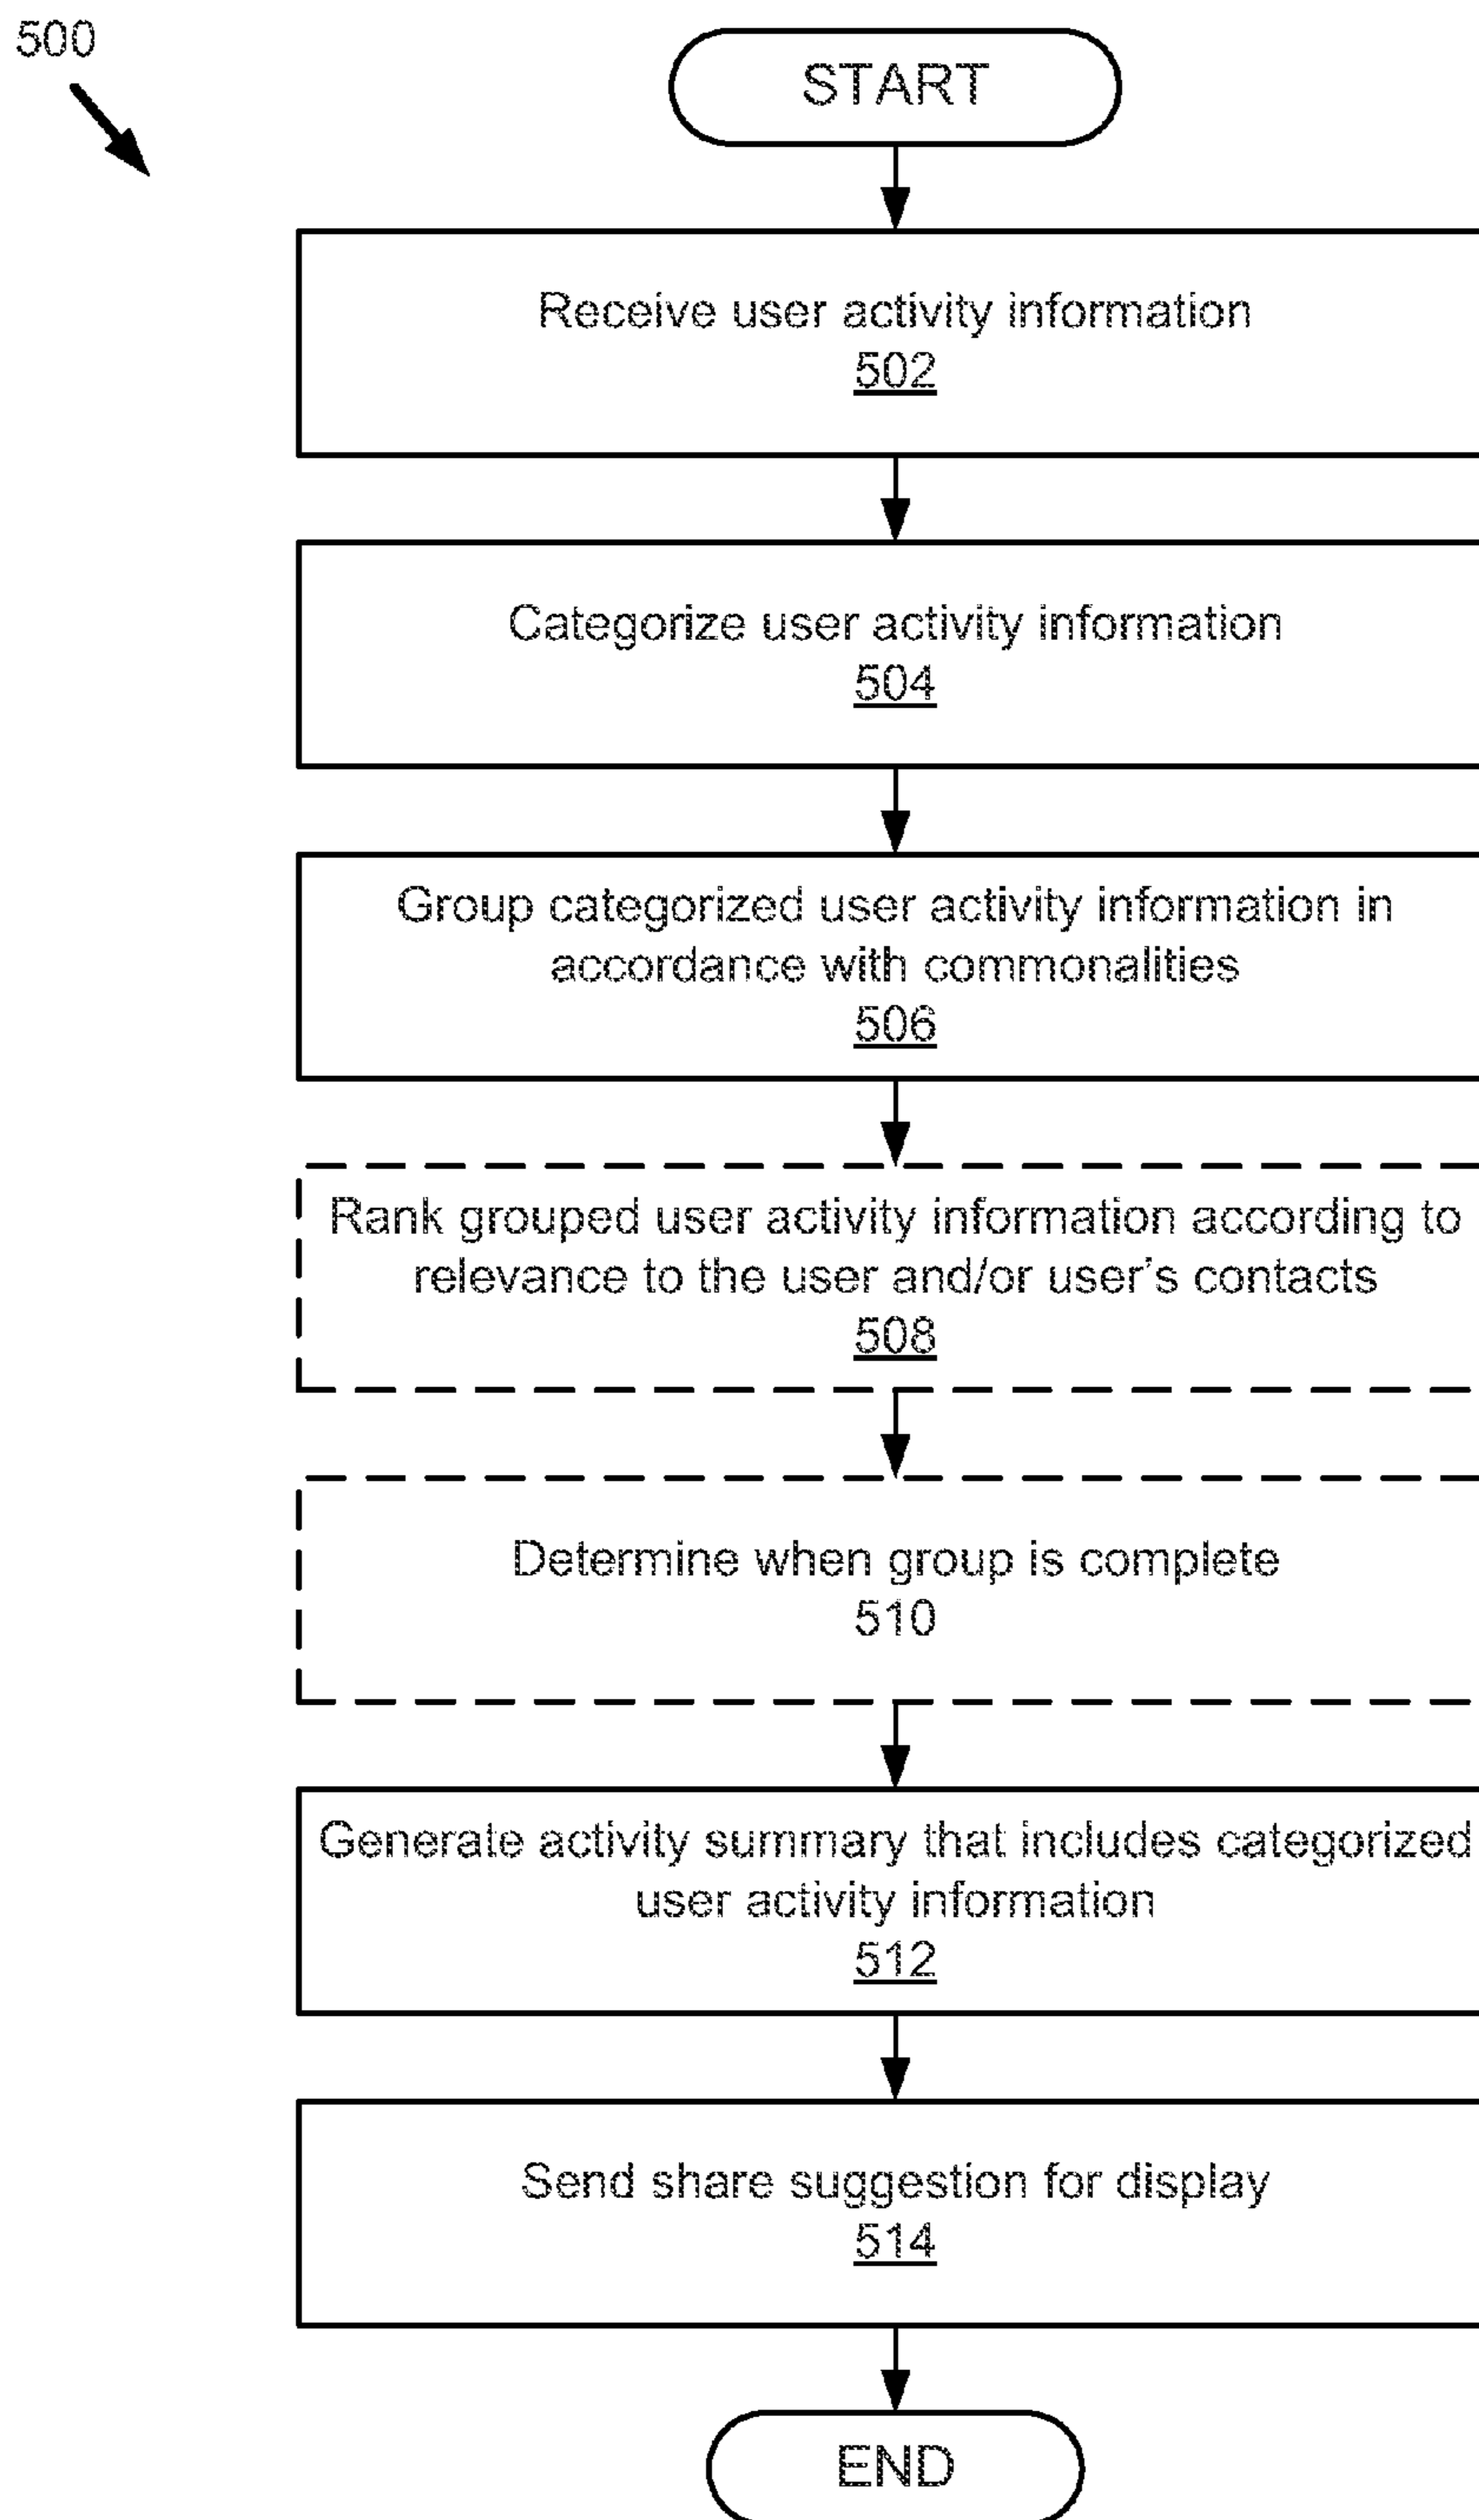 500
START
Receive user activity information
502
Categorize user activity information
504
Group categorized user activity information in
accordance with commonalities
506
Rank grouped user activity information according to
relevance to the user and/or user's contacts
508
Determine when group is complete
510
Generate activity summary that includes categorized
user activity information
512
Send share suggestion for display
514
END